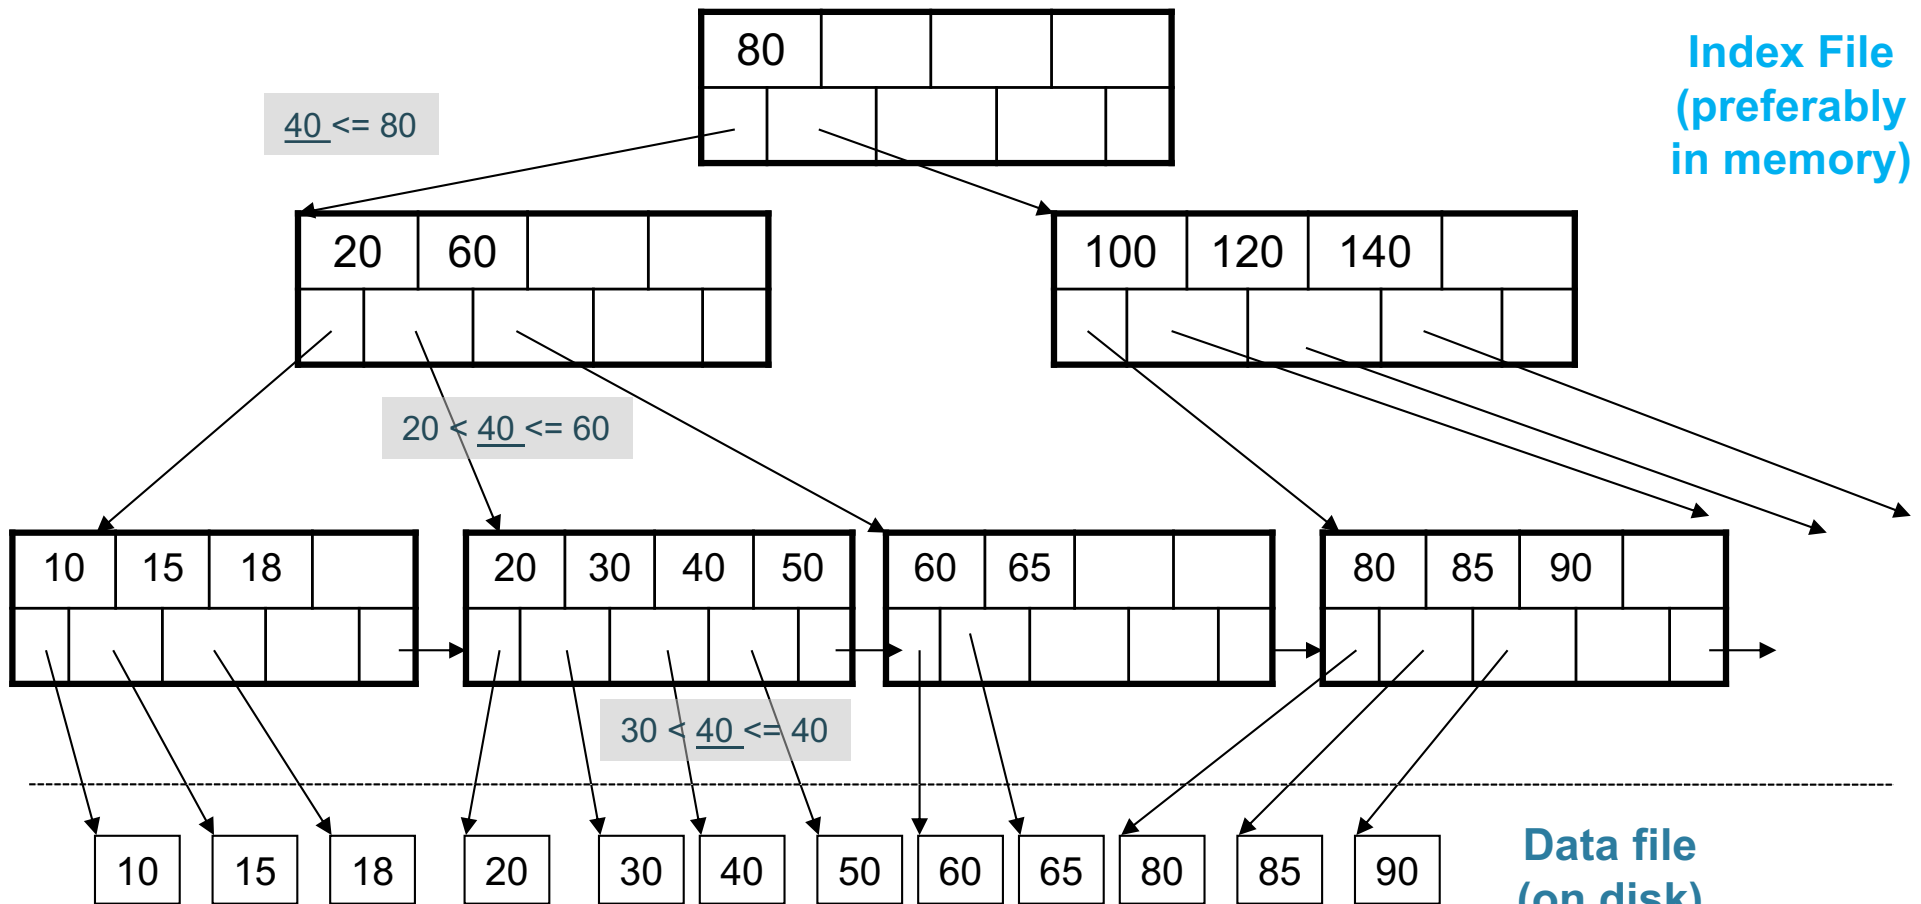 80
Index File
(preferably
in memory)
40 <= 80
20 60
100 120 140
20 < 40 <= 60
10 15 18
20 30 40 50
60 65
80 85 90
30 < 40 <= 40
10 15 18 20 30 40 50 60 65 80 85 90
Data file
(on disk)